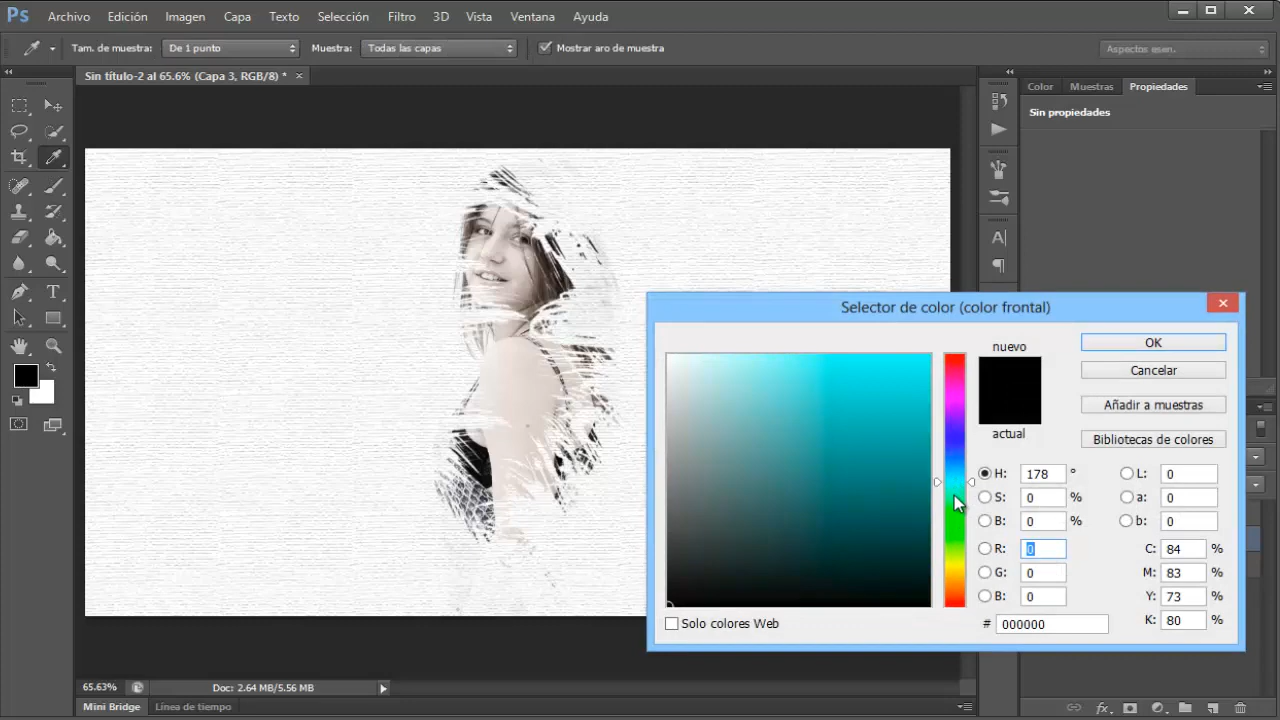 Ps Archivo Edición Imagen Capa Texto Selección Filtro 3D Vista Ventana Ayuda
Tam. de muestra: De 1 punto Muestra: Todas las capas Mostrar aro de muestra Aspectos esen.
Sin título-2 al 65.6% (Capa 3, RGB/8) *
Color Muestras Propiedades
Sin propiedades
Selector de color (color frontal)
nuevo
actual
OK
Cancelar
Añadir a muestras
Bibliotecas de colores
H: 178 ° L: 0
S: 0 % a: 0
B: 0 % b: 0
R: 0 C: 84 %
G: 0 M: 83 %
B: 0 Y: 73 %
# 000000 K: 80 %
Solo colores Web
65.63% Doc: 2.64 MB/5.56 MB
Mini Bridge Línea de tiempo